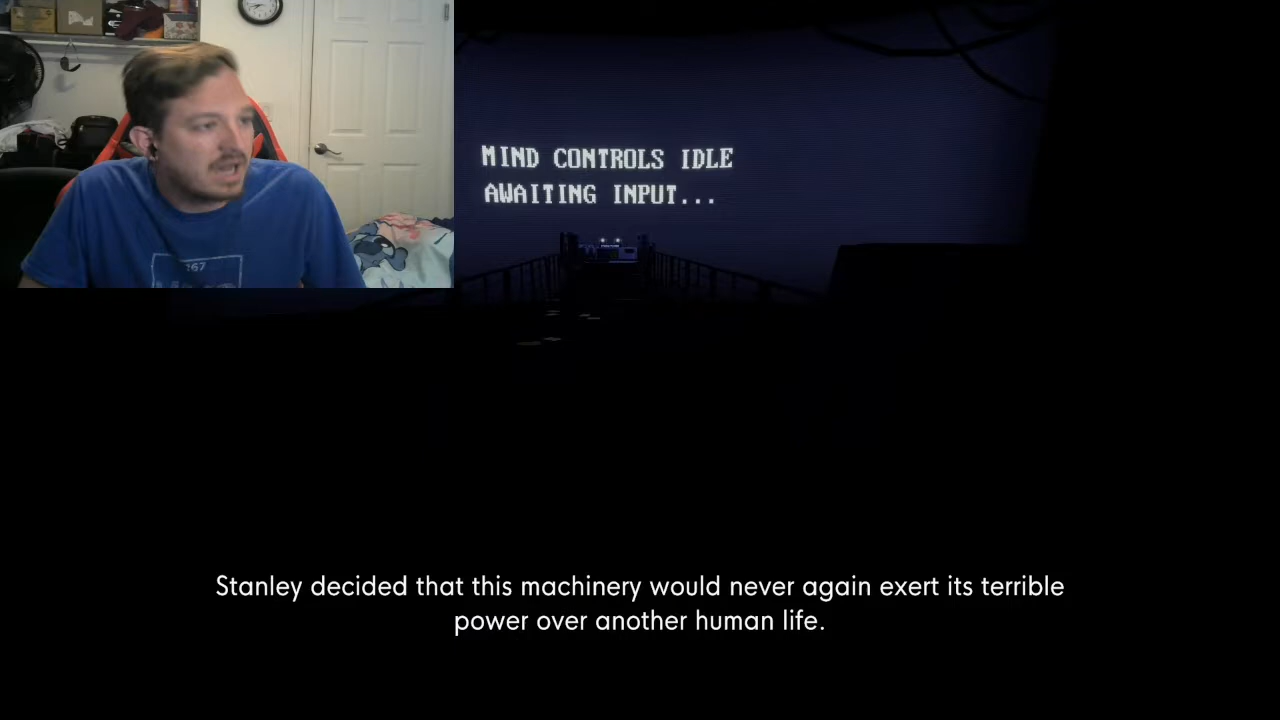 MIND CONTROLS IDLE
AWAITING INPUT...
367
Stanley decided that this machinery would never again exert its terrible
power over another human life.